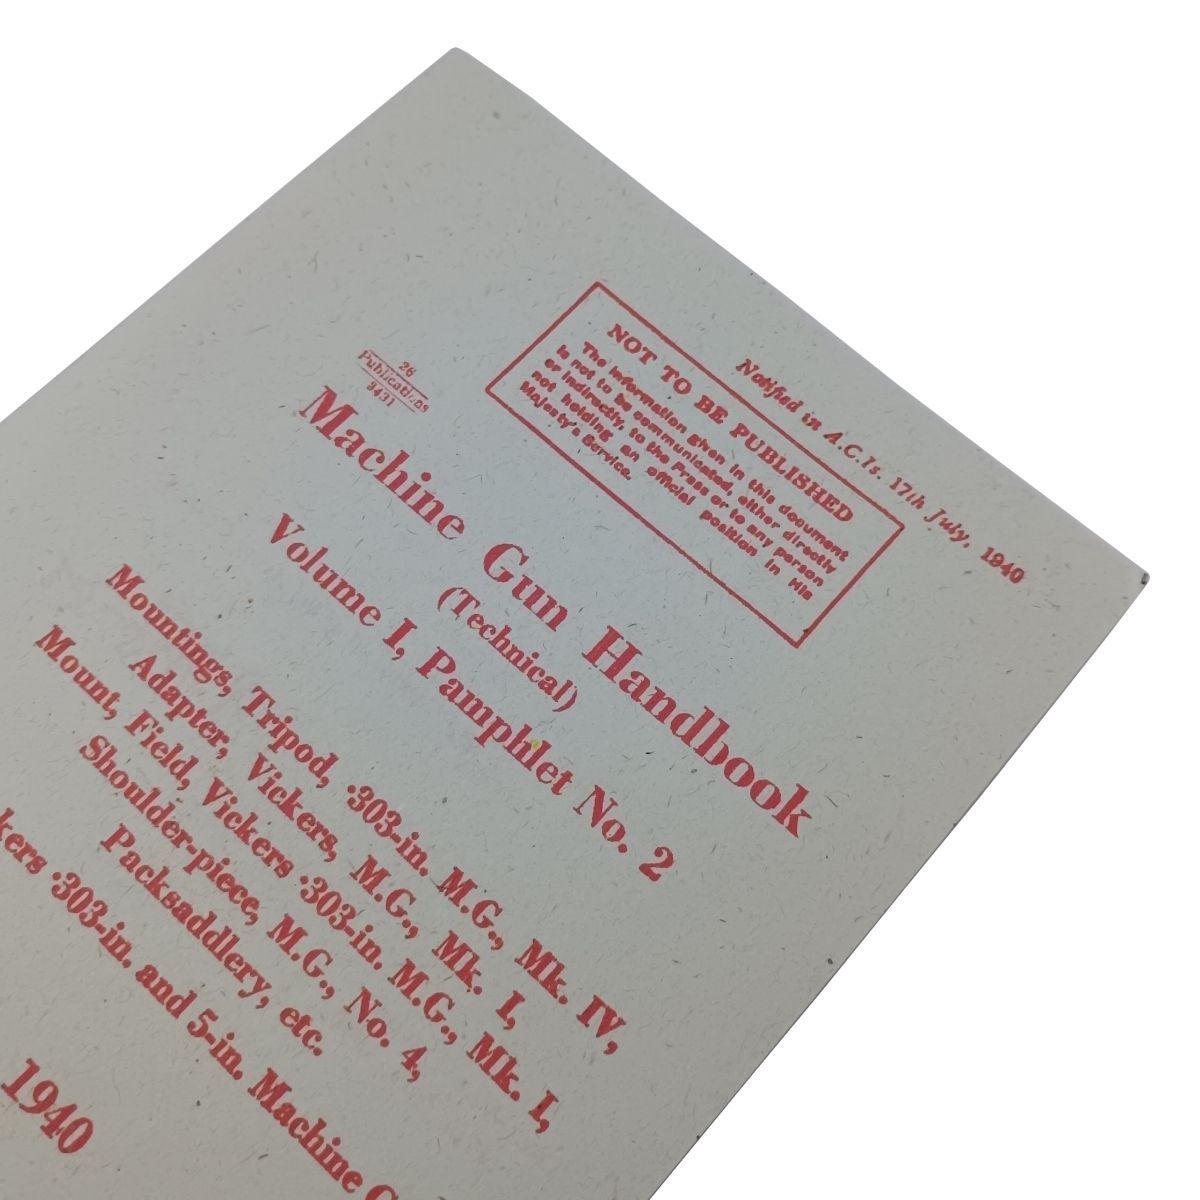 Notified in A.C.Is. 17th July, 1940
NOT TO BE PUBLISHED
The information given in this document
is not to be communicated, either directly
or indirectly, to the Press or to any person
not holding an official position in His
Majesty's Service.
26
Publications
8431
Machine Gun Handbook
(Technical)
Volume I, Pamphlet No. 2
Mountings, Tripod, ·303-in. M.G., Mk. IV,
Adapter, Vickers, M.G., Mk. I,
Mount, Field, Vickers ·303-in. M.G., Mk. I,
Shoulder-piece, M.G., No. 4,
Packsaddlery, etc.
kers ·303-in. and 5-in. Machine G
1940